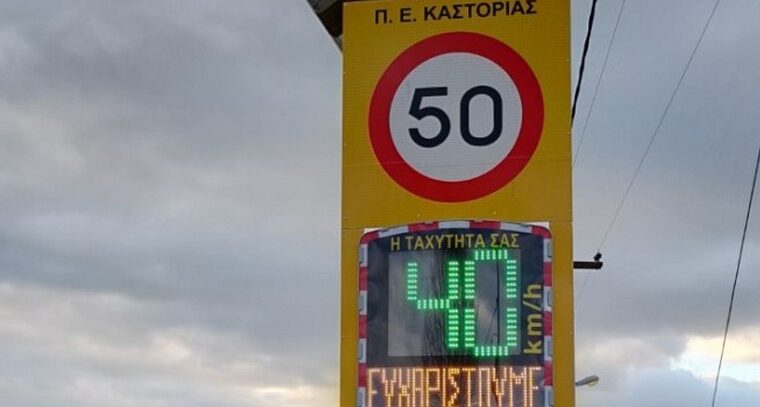 Π. Ε. ΚΑΣΤΟΡΙΑΣ
50
Η ΤΑΧΥΤΗΤΑ ΣΑΣ
40
km/h
ΕΥΧΑΡΙΣΤΟΥΜΕ